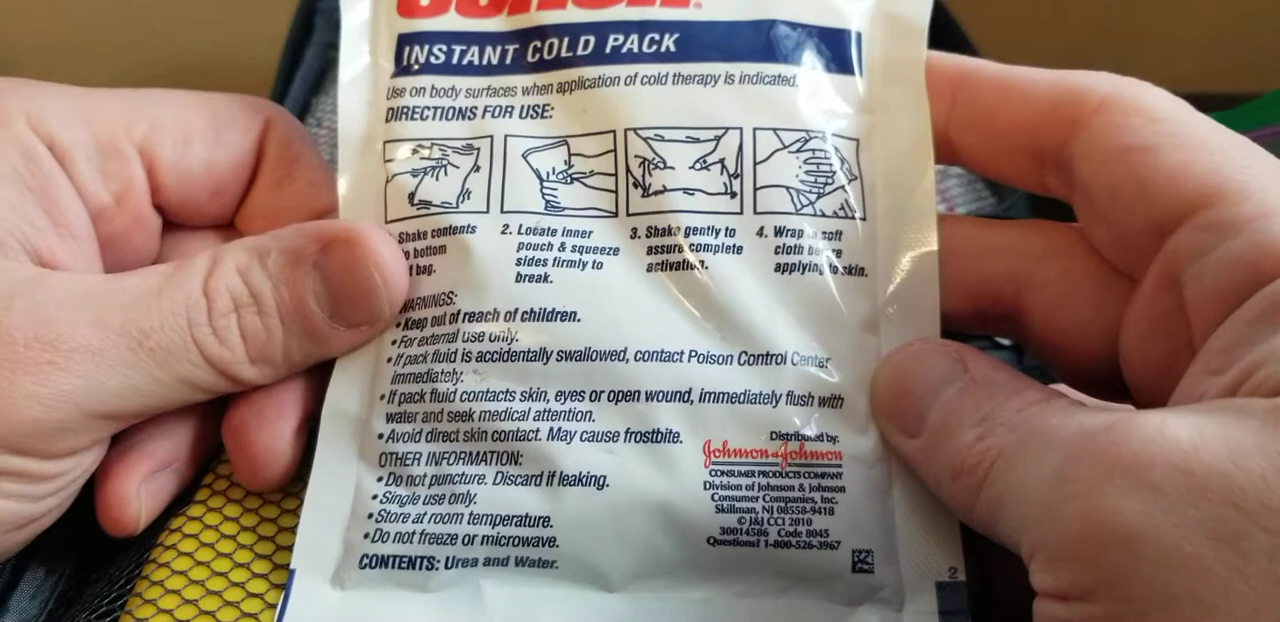 INSTANT COLD PACK
Use on body surfaces when application of cold therapy is indicated.
DIRECTIONS FOR USE:
Shake contents
to bottom
of bag.
2. Locate inner
pouch & squeeze
sides firmly to
break.
3. Shake gently to
assure complete
activation.
4. Wrap in soft
cloth before
applying to skin.
WARNINGS:
• Keep out of reach of children.
• For external use only.
• If pack fluid is accidentally swallowed, contact Poison Control Center
immediately.
• If pack fluid contacts skin, eyes or open wound, immediately flush with
water and seek medical attention.
• Avoid direct skin contact. May cause frostbite.
OTHER INFORMATION:
• Do not puncture. Discard if leaking.
• Single use only.
• Store at room temperature.
• Do not freeze or microwave.
CONTENTS: Urea and Water.
Distributed by:
Johnson & Johnson
CONSUMER PRODUCTS COMPANY
Division of Johnson & Johnson
Consumer Companies, Inc.
Skillman, NJ 08558-9418
© J&J CCI 2010
30014586 Code 8045
Questions? 1-800-526-3967
2